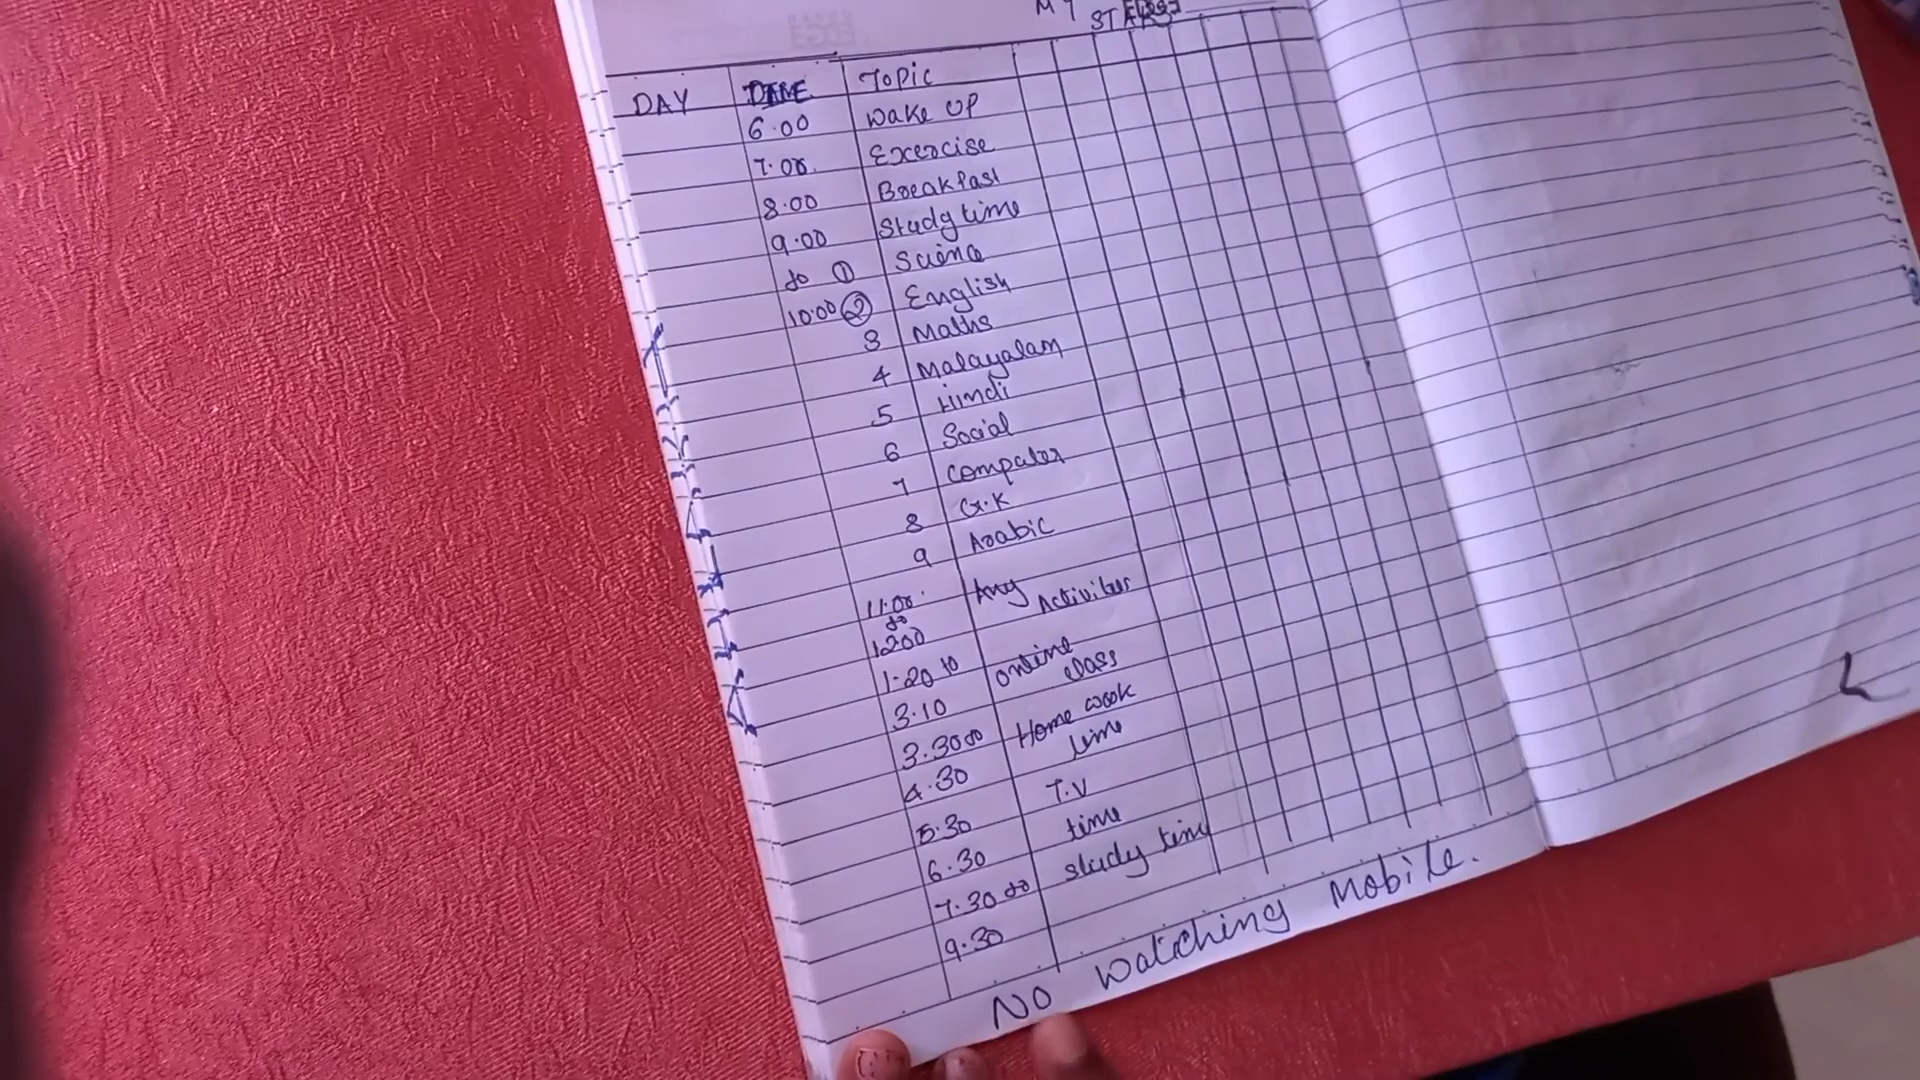 MY
STARS
DAY TIME Topic
6.00 Wake UP
7.00 Excercise
8.00 Breakfast
9.00 Study time
to ① Science
10.00 ② English
3 Maths
4 Malayalam
5 Hindi
6 Social
7 Computer
8 G.K
9 Arabic
11.00 Any Activities
to
12.00
1.20 to online
3.10 class
3.30 to Home work
4.30 time
5.30 T.V
6.30 time
7.30 to study time
9.30
NO Watching Mobile.